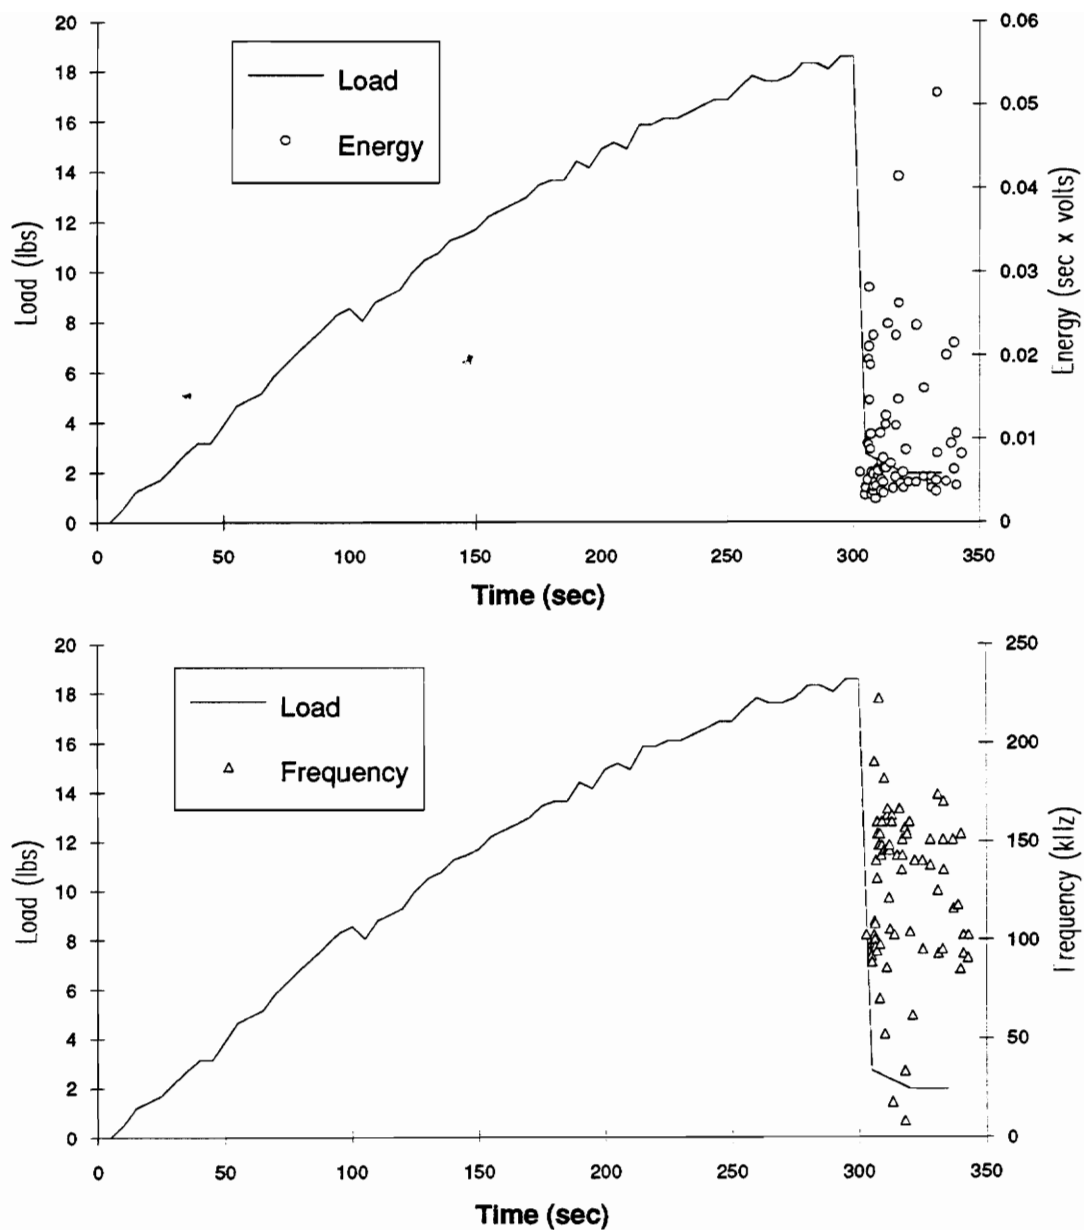 20 0.06
18
Load
0.05
16
Energy
14
0.04
12
10
0.03
8
6
0.02
4
0.01
2
0 0
0 50 100 150 200 250 300 350
Time (sec)
Load (lbs)
Energy (sec x volts)
20 250
18
Load
16
200
Frequency
14
12
150
10
8
100
6
4
50
2
0 0
0 50 100 150 200 250 300 350
Time (sec)
Load (lbs)
Frequency (kHz)